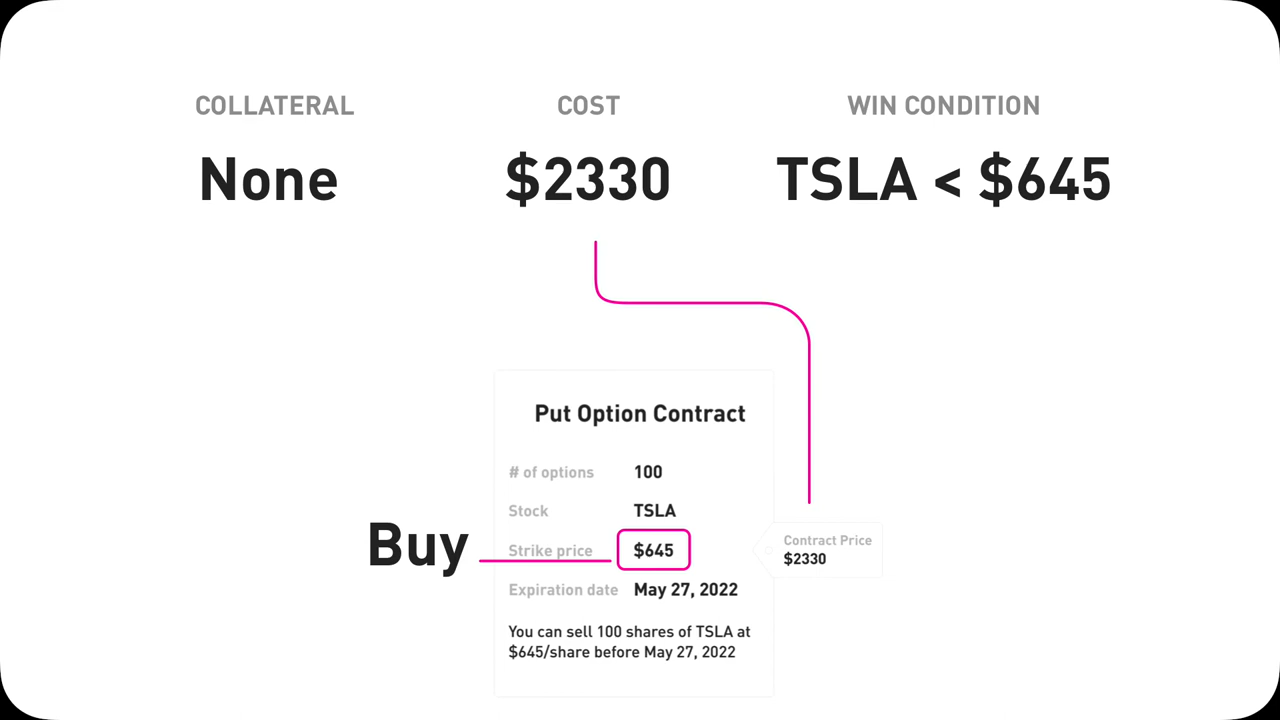 COLLATERAL COST WIN CONDITION
None $2330 TSLA < $645
Put Option Contract
# of options 100
Stock TSLA
Buy
Strike price $645
Contract Price
$2330
Expiration date May 27, 2022
You can sell 100 shares of TSLA at
$645/share before May 27, 2022